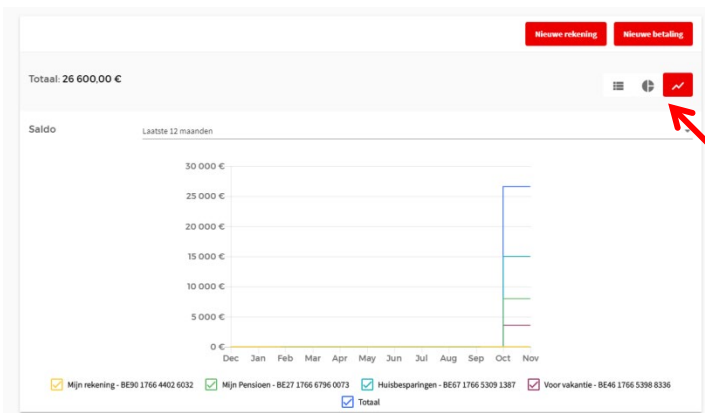 Nieuwe rekening Nieuwe betaling
Totaal: 26 600,00 €
Saldo Laatste 12 maanden
30 000 €
25 000 €
20 000 €
15 000 €
10 000 €
5 000 €
0 €
Dec Jan Feb Mar Apr May Jun Jul Aug Sep Oct Nov
Mijn rekening - BE90 1766 4402 6032 Mijn Pensioen - BE27 1766 6796 0073 Huisbesparingen - BE67 1766 5309 1387 Voor vakantie - BE46 1766 5398 8336
Totaal